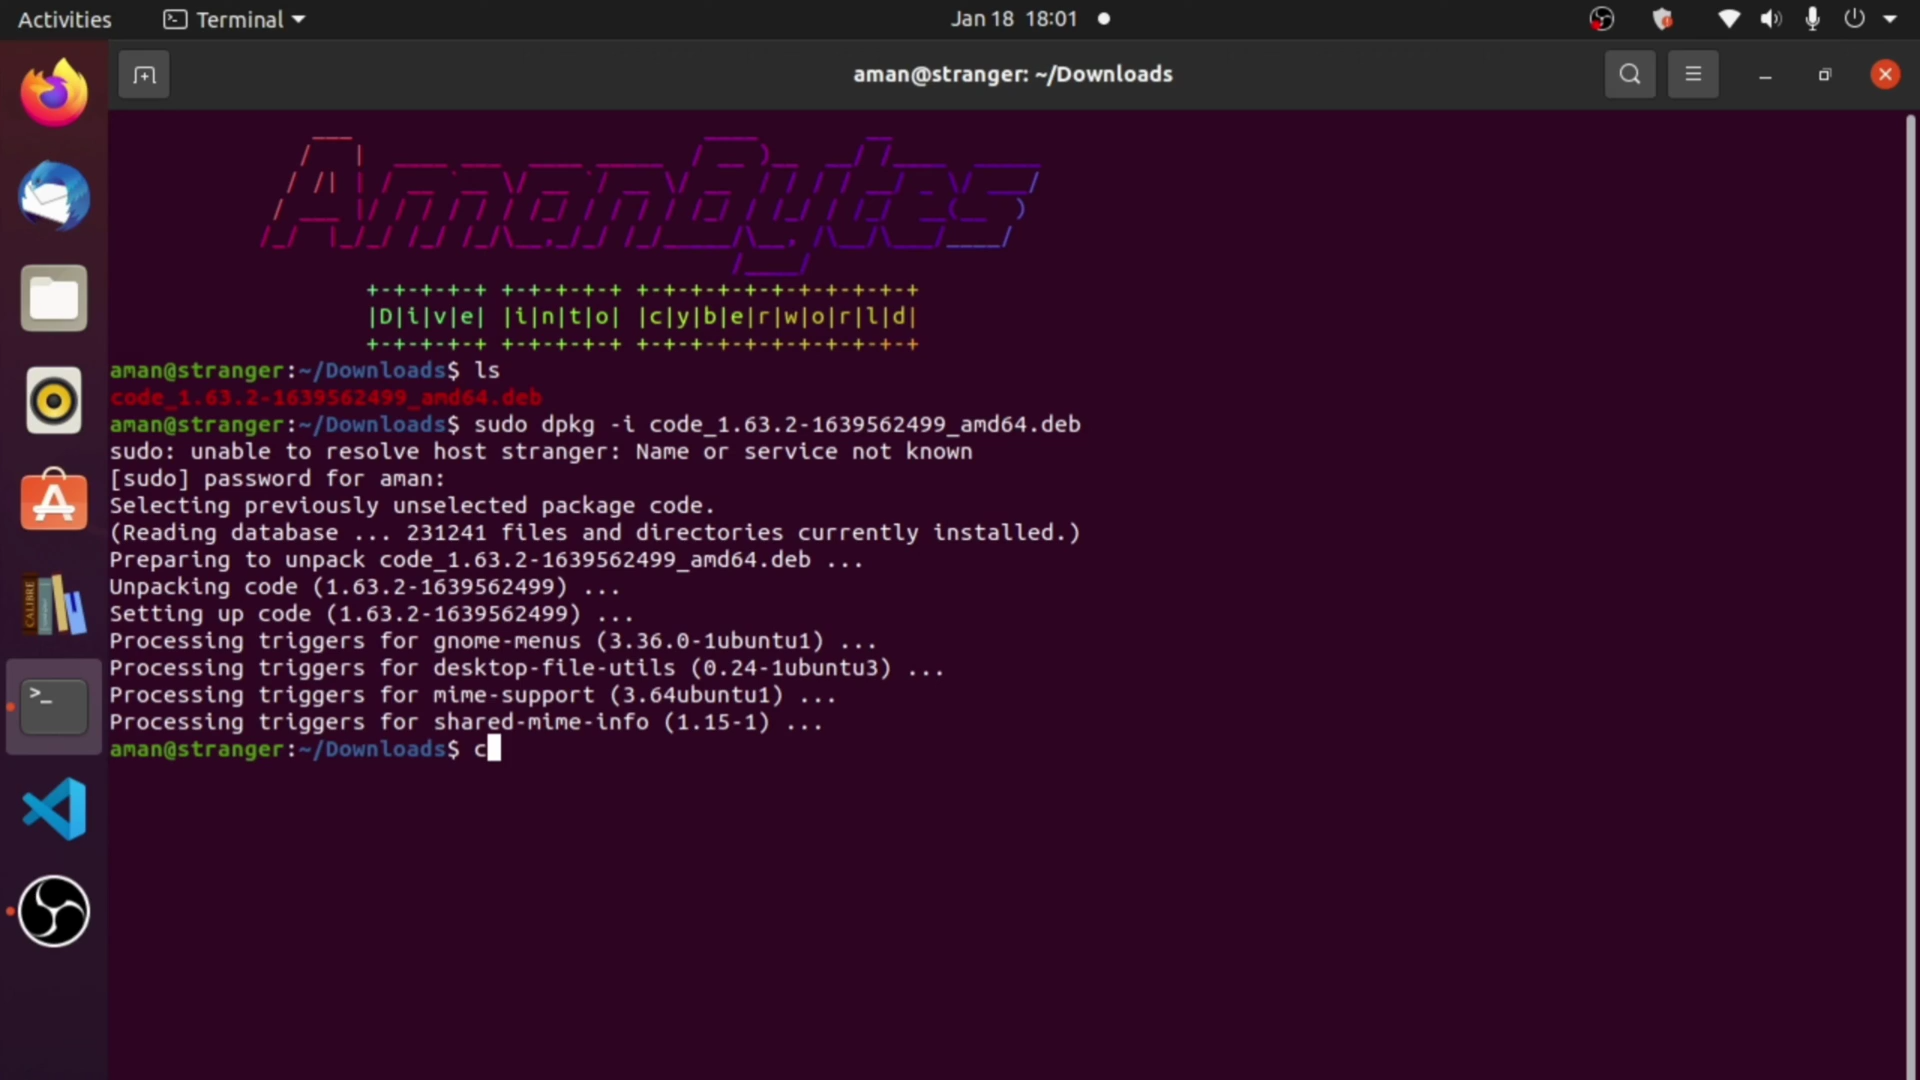 Activities Terminal Jan 18 18:01
aman@stranger: ~/Downloads
AmanBytes
|D|i|v|e| |i|n|t|o| |c|y|b|e|r|w|o|r|l|d|
aman@stranger:~/Downloads$ ls
code_1.63.2-1639562499_amd64.deb
aman@stranger:~/Downloads$ sudo dpkg -i code_1.63.2-1639562499_amd64.deb
sudo: unable to resolve host stranger: Name or service not known
[sudo] password for aman:
Selecting previously unselected package code.
(Reading database ... 231241 files and directories currently installed.)
Preparing to unpack code_1.63.2-1639562499_amd64.deb ...
Unpacking code (1.63.2-1639562499) ...
Setting up code (1.63.2-1639562499) ...
Processing triggers for gnome-menus (3.36.0-1ubuntu1) ...
Processing triggers for desktop-file-utils (0.24-1ubuntu3) ...
Processing triggers for mime-support (3.64ubuntu1) ...
Processing triggers for shared-mime-info (1.15-1) ...
aman@stranger:~/Downloads$ c
CALIBRE